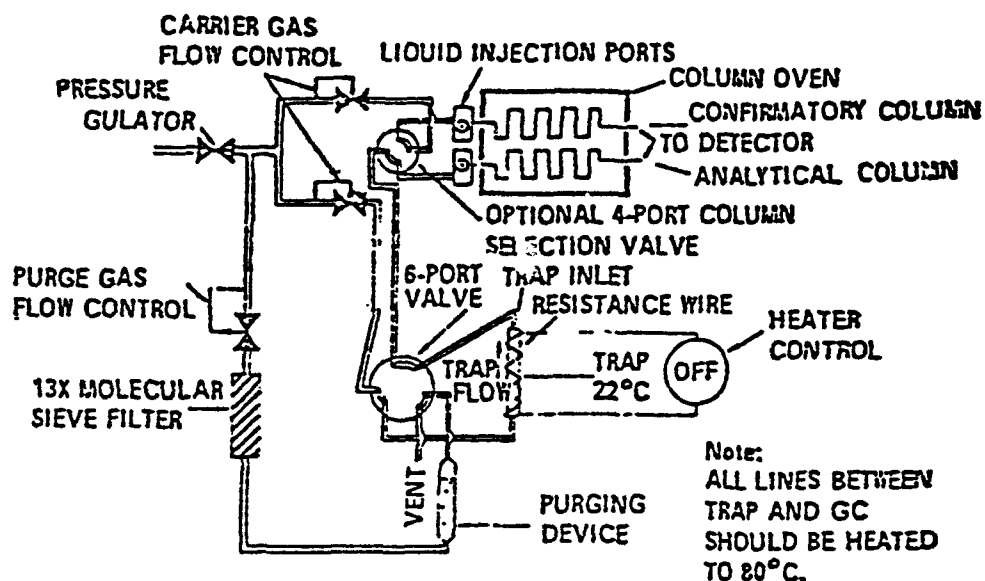 CARRIER GAS
FLOW CONTROL
PRESSURE
GULATOR
LIQUID INJECTION PORTS
COLUMN OVEN
CONFIRMATORY COLUMN
TO DETECTOR
ANALYTICAL COLUMN
OPTIONAL 4-PORT COLUMN
SELECTION VALVE
PURGE GAS
FLOW CONTROL
6-PORT
VALVE
TRAP INLET
RESISTANCE WIRE
HEATER
CONTROL
TRAP
FLOW
TRAP
22°C
OFF
13X MOLECULAR
SIEVE FILTER
VENT
PURGING
DEVICE
Note:
ALL LINES BETWEEN
TRAP AND GC
SHOULD BE HEATED
TO 80°C.